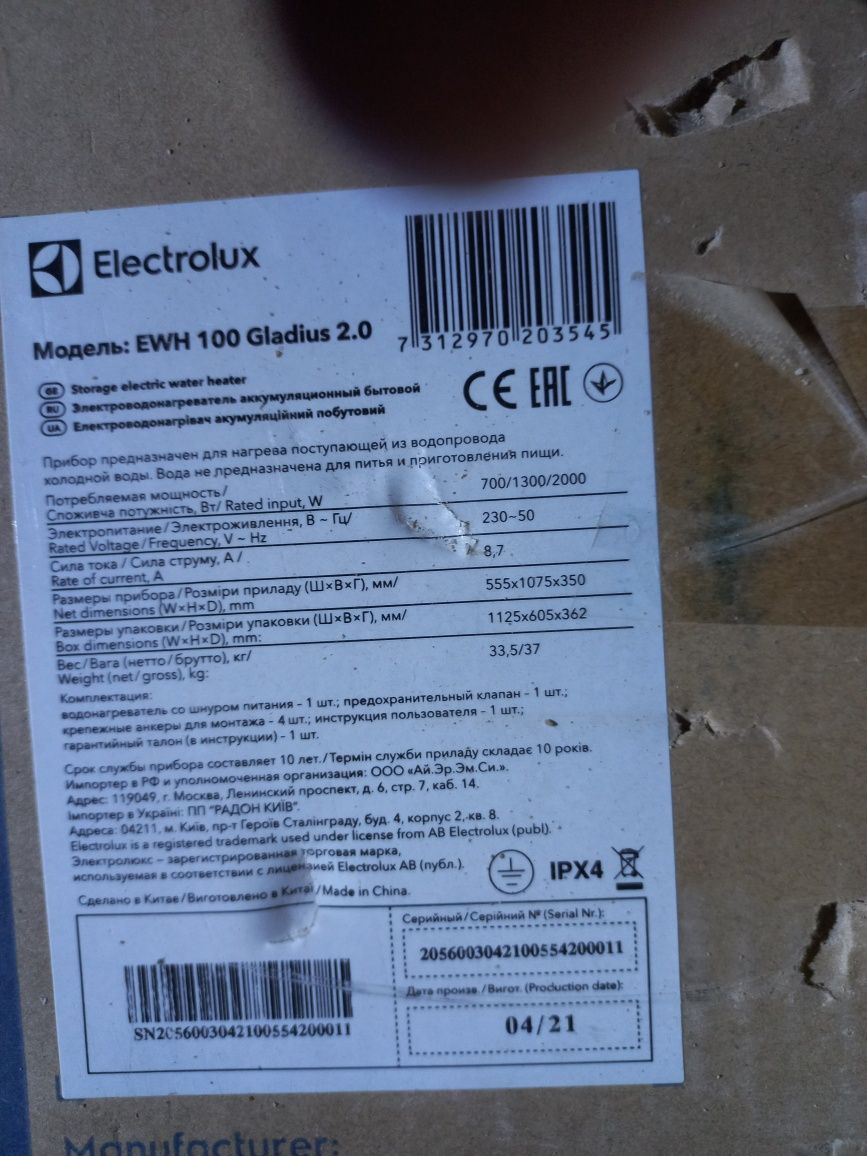 Electrolux
7 312970 203545
Модель: EWH 100 Gladius 2.0
CE EAC
GE Storage electric water heater
RU Электроводонагреватель аккумуляционный бытовой
UA Електроводонагрівач акумуляційний побутовий
Прибор предназначен для нагрева поступающей из водопровода
холодной воды. Вода не предназначена для питья и приготовления пищи.
Потребляемая мощность/
Споживча потужність, Вт/ Rated input, W
700/1300/2000
Электропитание/Электроживлення, В ~ Гц/
Rated Voltage/Frequency, V ~ Hz
230~50
Сила тока / Сила струму, А /
Rate of current, A
8,7
Размеры прибора/Розміри приладу (Ш×В×Г), мм/
Net dimensions (W×H×D), mm
555x1075x350
Размеры упаковки/Розміри упаковки (Ш×В×Г), мм/
Box dimensions (W×H×D), mm:
1125x605x362
Вес/Вага (нетто/брутто), кг/
Weight (net/gross), kg:
33,5/37
Комплектация:
водонагреватель со шнуром питания – 1 шт.; предохранительный клапан – 1 шт.;
крепежные анкеры для монтажа – 4 шт.; инструкция пользователя – 1 шт.;
гарантийный талон (в инструкции) – 1 шт.
Срок службы прибора составляет 10 лет./Термін служби приладу складає 10 років.
Импортер в РФ и уполномоченная организация: ООО «Ай.Эр.Эм.Си.».
Адрес: 119049, г. Москва, Ленинский проспект, д. 6, стр. 7, каб. 14.
Імпортер в Україні: ПП "РАДОН КИЇВ".
Адреса: 04211, м. Київ, пр-т Героїв Сталінграду, буд. 4, корпус 2, кв. 8.
Electrolux is a registered trademark used under license from AB Electrolux (publ).
Электролюкс – зарегистрированная торговая марка,
используемая в соответствии с лицензией Electrolux AB (публ.).
IPX4
Сделано в Китае/Виготовлено в Китаї/Made in China.
Серийный/Серійний № (Serial Nr.):
2056003042100554200011
Дата произв./Вигот. (Production date):
04/21
SN2056003042100554200011
Manufacturer: